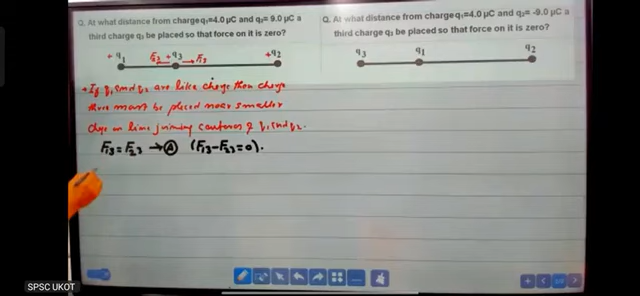 Q. At what distance from charge q₁=4.0 μC and q₂= 9.0 μC a
third charge q₃ be placed so that force on it is zero?
+ q₁ F₂₃ + q₃ F₁₃ +q₂
• If q₁ and q₂ are like charge then charge
three must be placed near smaller
charge on line joining centeres of q₁ and q₂.
F₁₃ = F₂₃ → A (F₁₃ - F₂₃ = 0).
Q. At what distance from charge q₁=4.0 μC and q₂= -9.0 μC a
third charge q₃ be placed so that force on it is zero?
q₃ q₁ q₂
SPSC UKOT